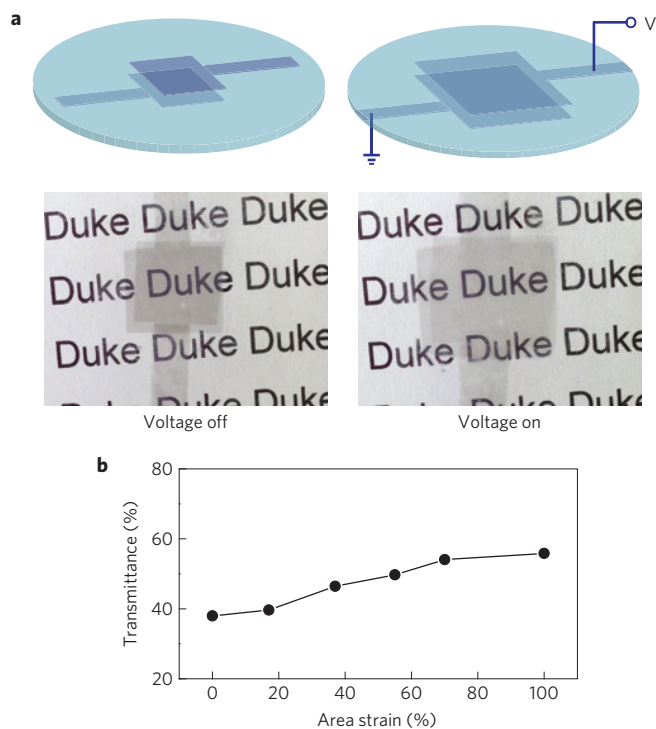 a
V
Duke Duke Duke
Duke Duke Duke
Duke Duke Duke
Duke Duke Duke
Duke Duke Duke
Duke Duke Duke
Voltage off
Voltage on
b
80
60
40
20
Transmittance (%)
0 20 40 60 80 100
Area strain (%)